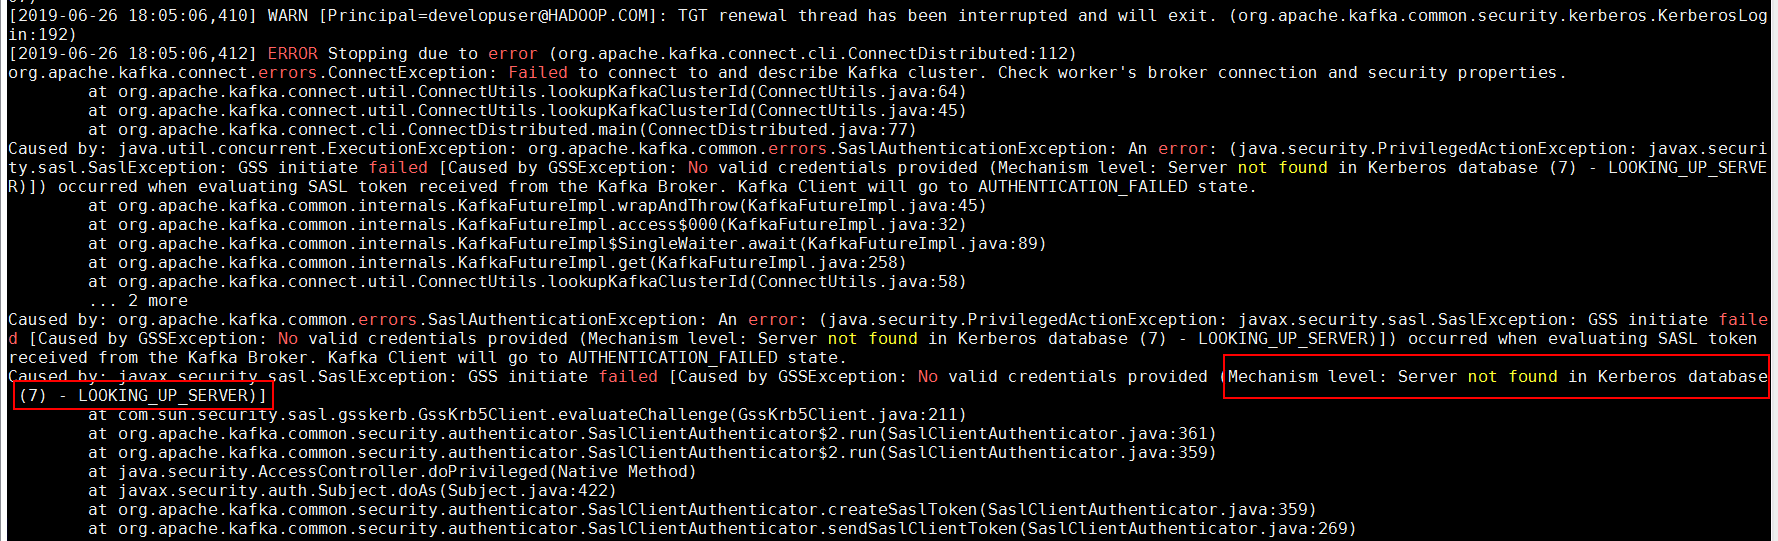 [2019-06-26 18:05:06,410] WARN [Principal=developuser@HADOOP.COM]: TGT renewal thread has been interrupted and will exit. (org.apache.kafka.common.security.kerberos.KerberosLog
in:192)
[2019-06-26 18:05:06,412] ERROR Stopping due to error (org.apache.kafka.connect.cli.ConnectDistributed:112)
org.apache.kafka.connect.errors.ConnectException: Failed to connect to and describe Kafka cluster. Check worker's broker connection and security properties.
at org.apache.kafka.connect.util.ConnectUtils.lookupKafkaClusterId(ConnectUtils.java:64)
at org.apache.kafka.connect.util.ConnectUtils.lookupKafkaClusterId(ConnectUtils.java:45)
at org.apache.kafka.connect.cli.ConnectDistributed.main(ConnectDistributed.java:77)
Caused by: java.util.concurrent.ExecutionException: org.apache.kafka.common.errors.SaslAuthenticationException: An error: (java.security.PrivilegedActionException: javax.securi
ty.sasl.SaslException: GSS initiate failed [Caused by GSSException: No valid credentials provided (Mechanism level: Server not found in Kerberos database (7) - LOOKING_UP_SERVE
R)]) occurred when evaluating SASL token received from the Kafka Broker. Kafka Client will go to AUTHENTICATION_FAILED state.
at org.apache.kafka.common.internals.KafkaFutureImpl.wrapAndThrow(KafkaFutureImpl.java:45)
at org.apache.kafka.common.internals.KafkaFutureImpl.access$000(KafkaFutureImpl.java:32)
at org.apache.kafka.common.internals.KafkaFutureImpl$SingleWaiter.await(KafkaFutureImpl.java:89)
at org.apache.kafka.common.internals.KafkaFutureImpl.get(KafkaFutureImpl.java:258)
at org.apache.kafka.connect.util.ConnectUtils.lookupKafkaClusterId(ConnectUtils.java:58)
... 2 more
Caused by: org.apache.kafka.common.errors.SaslAuthenticationException: An error: (java.security.PrivilegedActionException: javax.security.sasl.SaslException: GSS initiate faile
d [Caused by GSSException: No valid credentials provided (Mechanism level: Server not found in Kerberos database (7) - LOOKING_UP_SERVER)]) occurred when evaluating SASL token
received from the Kafka Broker. Kafka Client will go to AUTHENTICATION_FAILED state.
Caused by: javax.security.sasl.SaslException: GSS initiate failed [Caused by GSSException: No valid credentials provided (Mechanism level: Server not found in Kerberos database
(7) - LOOKING_UP_SERVER)]
at com.sun.security.sasl.gsskerb.GssKrb5Client.evaluateChallenge(GssKrb5Client.java:211)
at org.apache.kafka.common.security.authenticator.SaslClientAuthenticator$2.run(SaslClientAuthenticator.java:361)
at org.apache.kafka.common.security.authenticator.SaslClientAuthenticator$2.run(SaslClientAuthenticator.java:359)
at java.security.AccessController.doPrivileged(Native Method)
at javax.security.auth.Subject.doAs(Subject.java:422)
at org.apache.kafka.common.security.authenticator.SaslClientAuthenticator.createSaslToken(SaslClientAuthenticator.java:359)
at org.apache.kafka.common.security.authenticator.SaslClientAuthenticator.sendSaslClientToken(SaslClientAuthenticator.java:269)